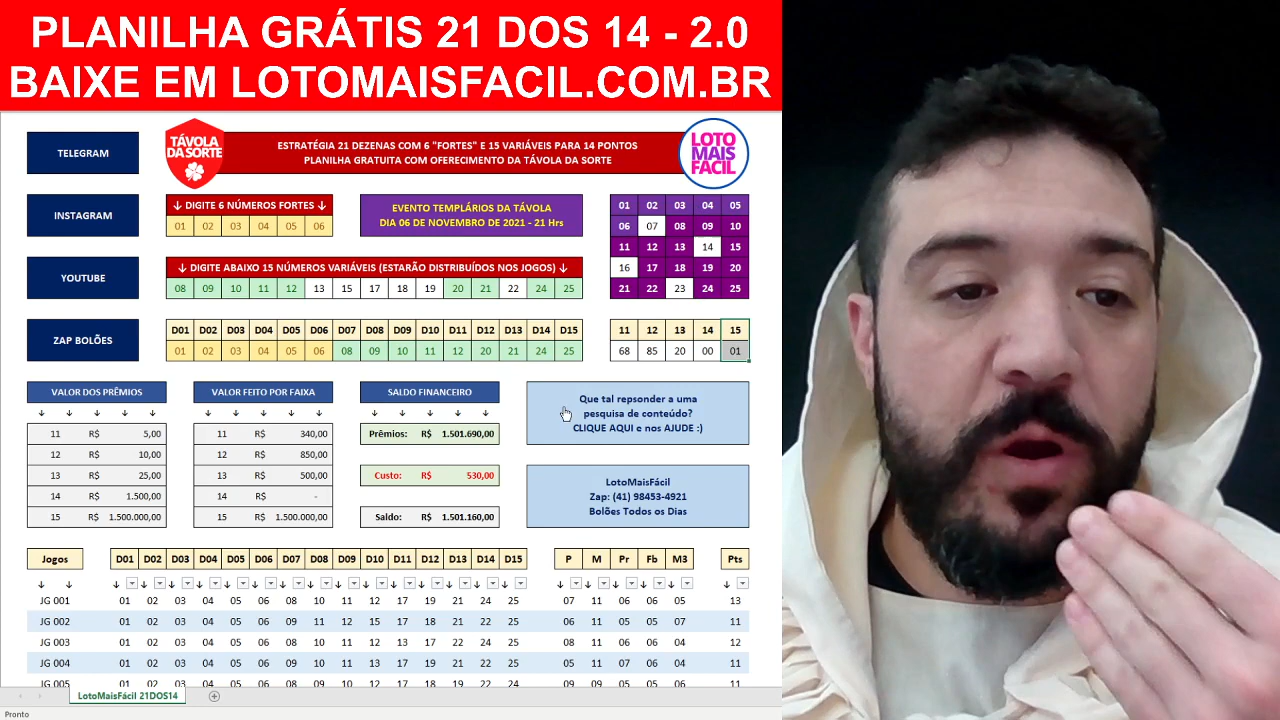 PLANILHA GRÁTIS 21 DOS 14 - 2.0
BAIXE EM LOTOMAISFACIL.COM.BR
TELEGRAM
TÁVOLA
DA SORTE
ESTRATÉGIA 21 DEZENAS COM 6 "FORTES" E 15 VARIÁVEIS PARA 14 PONTOS
PLANILHA GRATUITA COM OFERECIMENTO DA TÁVOLA DA SORTE
LOTO
MAIS
FACIL
INSTAGRAM
↓ DIGITE 6 NÚMEROS FORTES ↓
01 02 03 04 05 06
EVENTO TEMPLÁRIOS DA TÁVOLA
DIA 06 DE NOVEMBRO DE 2021 - 21 Hrs
01 02 03 04 05
06 07 08 09 10
11 12 13 14 15
16 17 18 19 20
21 22 23 24 25
YOUTUBE
↓ DIGITE ABAIXO 15 NÚMEROS VARIÁVEIS (ESTARÃO DISTRIBUÍDOS NOS JOGOS) ↓
08 09 10 11 12 13 15 17 18 19 20 21 22 24 25
ZAP BOLÕES
D01 D02 D03 D04 D05 D06 D07 D08 D09 D10 D11 D12 D13 D14 D15
01 02 03 04 05 06 08 09 10 11 12 20 21 24 25
11 12 13 14 15
68 85 20 00 01
VALOR DOS PRÊMIOS
↓ ↓ ↓ ↓
11 R$ 5,00
12 R$ 10,00
13 R$ 25,00
14 R$ 1.500,00
15 R$ 1.500.000,00
VALOR FEITO POR FAIXA
↓ ↓ ↓ ↓
11 R$ 340,00
12 R$ 850,00
13 R$ 500,00
14 R$ -
15 R$ 1.500.000,00
SALDO FINANCEIRO
↓ ↓ ↓ ↓
Prêmios: R$ 1.501.690,00
Custo: R$ 530,00
Saldo: R$ 1.501.160,00
Que tal repsonder a uma
pesquisa de conteúdo?
CLIQUE AQUI e nos AJUDE :)
LotoMaisFácil
Zap: (41) 98453-4921
Bolões Todos os Dias
Jogos D01 D02 D03 D04 D05 D06 D07 D08 D09 D10 D11 D12 D13 D14 D15 P M Pr Fb M3 Pts
JG 001 01 02 03 04 05 06 08 10 11 12 17 19 21 24 25 07 11 06 06 05 13
JG 002 01 02 03 04 05 06 08 11 12 15 17 18 21 22 25 06 11 05 05 07 11
JG 003 01 02 03 04 05 06 08 10 11 13 17 20 22 24 25 08 11 06 06 04 12
JG 004 01 02 03 04 05 06 09 10 12 13 17 19 21 23 25 05 11 07 06 04 11
LotoMaisFácil 21DOS14
Pronto